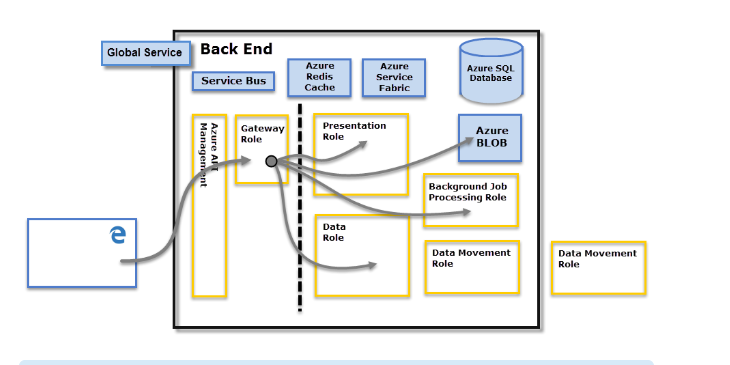 Global Service
Back End
Service Bus
Azure
Redis
Cache
Azure
Service
Fabric
Azure SQL
Database
Azure API
Management
Gateway
Role
Presentation
Role
Azure
BLOB
Background Job
Processing Role
Data
Role
Data Movement
Role
Data Movement
Role